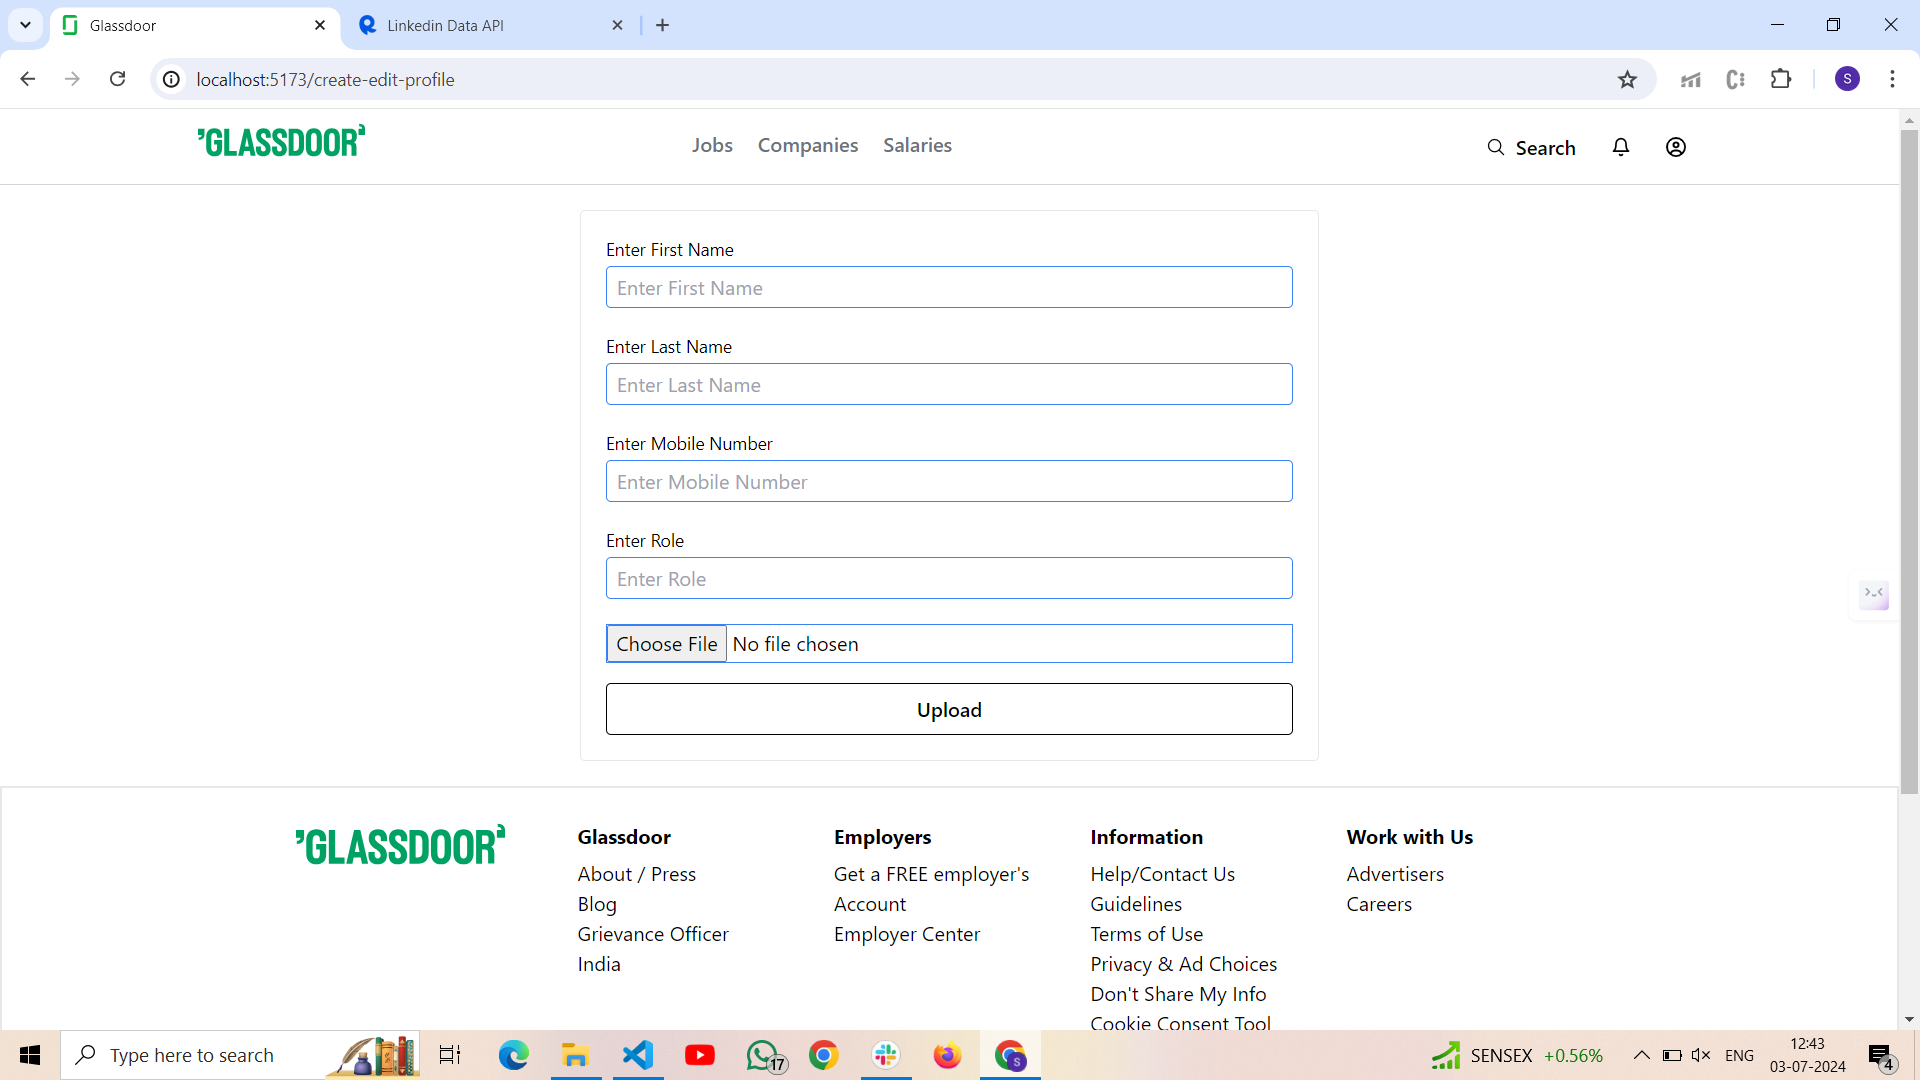 Glassdoor
Linkedin Data API
S
localhost:5173/create-edit-profile
GLASSDOOR
Jobs
Companies
Salaries
Search
Enter First Name
Enter First Name
Enter Last Name
Enter Last Name
Enter Mobile Number
Enter Mobile Number
Enter Role
Enter Role
Choose File No file chosen
Upload
GLASSDOOR
Glassdoor
About / Press
Blog
Grievance Officer
India
Employers
Get a FREE employer's
Account
Employer Center
Information
Help/Contact Us
Guidelines
Terms of Use
Privacy & Ad Choices
Don't Share My Info
Cookie Consent Tool
Work with Us
Advertisers
Careers
Type here to search
17
S
SENSEX +0.56%
ENG
12:43
03-07-2024
4